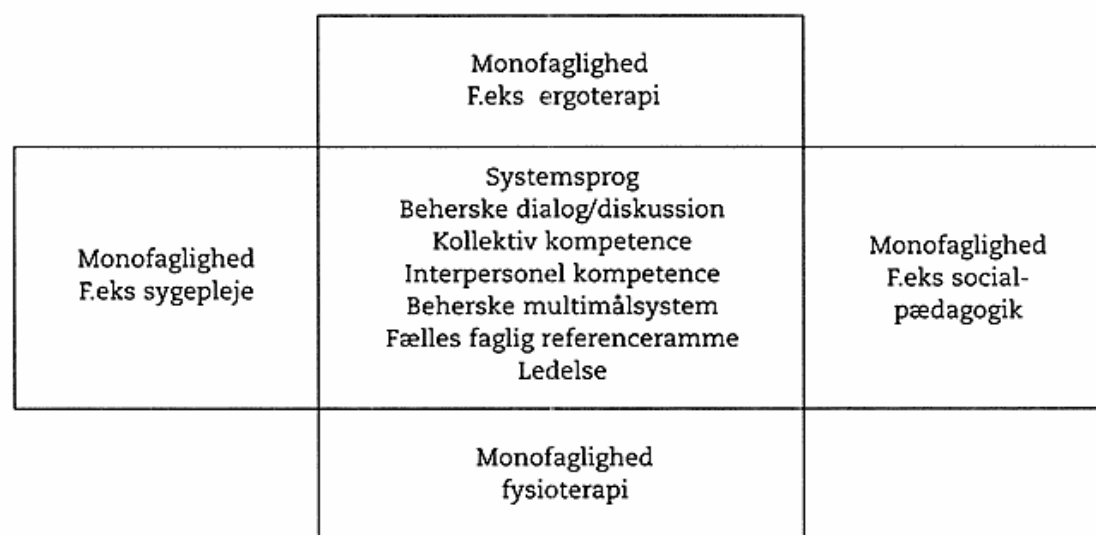 Monofaglighed
F.eks ergoterapi
Monofaglighed
F.eks sygepleje
Systemsprog
Beherske dialog/diskussion
Kollektiv kompetence
Interpersonel kompetence
Beherske multimålsystem
Fælles faglig referenceramme
Ledelse
Monofaglighed
F.eks social-
pædagogik
Monofaglighed
fysioterapi